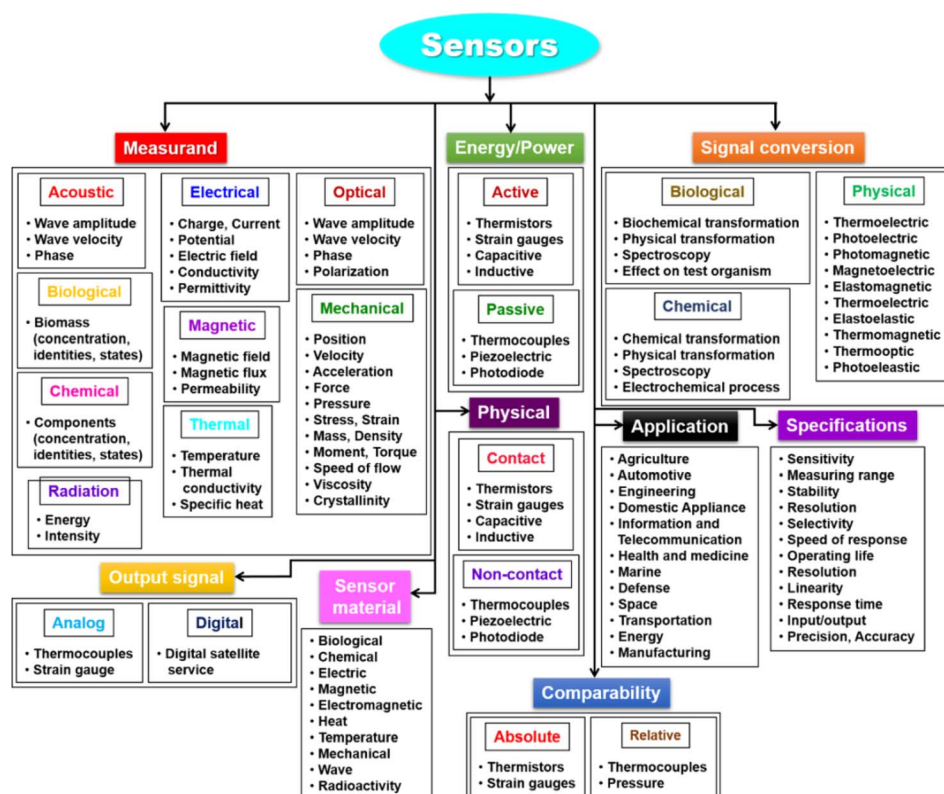 Sensors
Measurand
Acoustic
• Wave amplitude
• Wave velocity
• Phase
Biological
• Biomass
(concentration,
identities, states)
Chemical
• Components
(concentration,
identities, states)
Radiation
• Energy
• Intensity
Electrical
• Charge, Current
• Potential
• Electric field
• Conductivity
• Permittivity
Magnetic
• Magnetic field
• Magnetic flux
• Permeability
Thermal
• Temperature
• Thermal
conductivity
• Specific heat
Optical
• Wave amplitude
• Wave velocity
• Phase
• Polarization
Mechanical
• Position
• Velocity
• Acceleration
• Force
• Pressure
• Stress, Strain
• Mass, Density
• Moment, Torque
• Speed of flow
• Viscosity
• Crystallinity
Energy/Power
Active
• Thermistors
• Strain gauges
• Capacitive
• Inductive
Passive
• Thermocouples
• Piezoelectric
• Photodiode
Signal conversion
Biological
• Biochemical transformation
• Physical transformation
• Spectroscopy
• Effect on test organism
Chemical
• Chemical transformation
• Physical transformation
• Spectroscopy
• Electrochemical process
Physical
• Thermoelectric
• Photoelectric
• Photomagnetic
• Magnetoelectric
• Elastomagnetic
• Thermoelectric
• Elastoelastic
• Thermomagnetic
• Thermooptic
• Photoeleastic
Physical
Contact
• Thermistors
• Strain gauges
• Capacitive
• Inductive
Non-contact
• Thermocouples
• Piezoelectric
• Photodiode
Application
• Agriculture
• Automotive
• Engineering
• Domestic Appliance
• Information and
Telecommunication
• Health and medicine
• Marine
• Defense
• Space
• Transportation
• Energy
• Manufacturing
Specifications
• Sensitivity
• Measuring range
• Stability
• Resolution
• Selectivity
• Speed of response
• Operating life
• Resolution
• Linearity
• Response time
• Input/output
• Precision, Accuracy
Output signal
Analog
• Thermocouples
• Strain gauge
Digital
• Digital satellite
service
Sensor
material
• Biological
• Chemical
• Electric
• Magnetic
• Electromagnetic
• Heat
• Temperature
• Mechanical
• Wave
• Radioactivity
Comparability
Absolute
• Thermistors
• Strain gauges
Relative
• Thermocouples
• Pressure